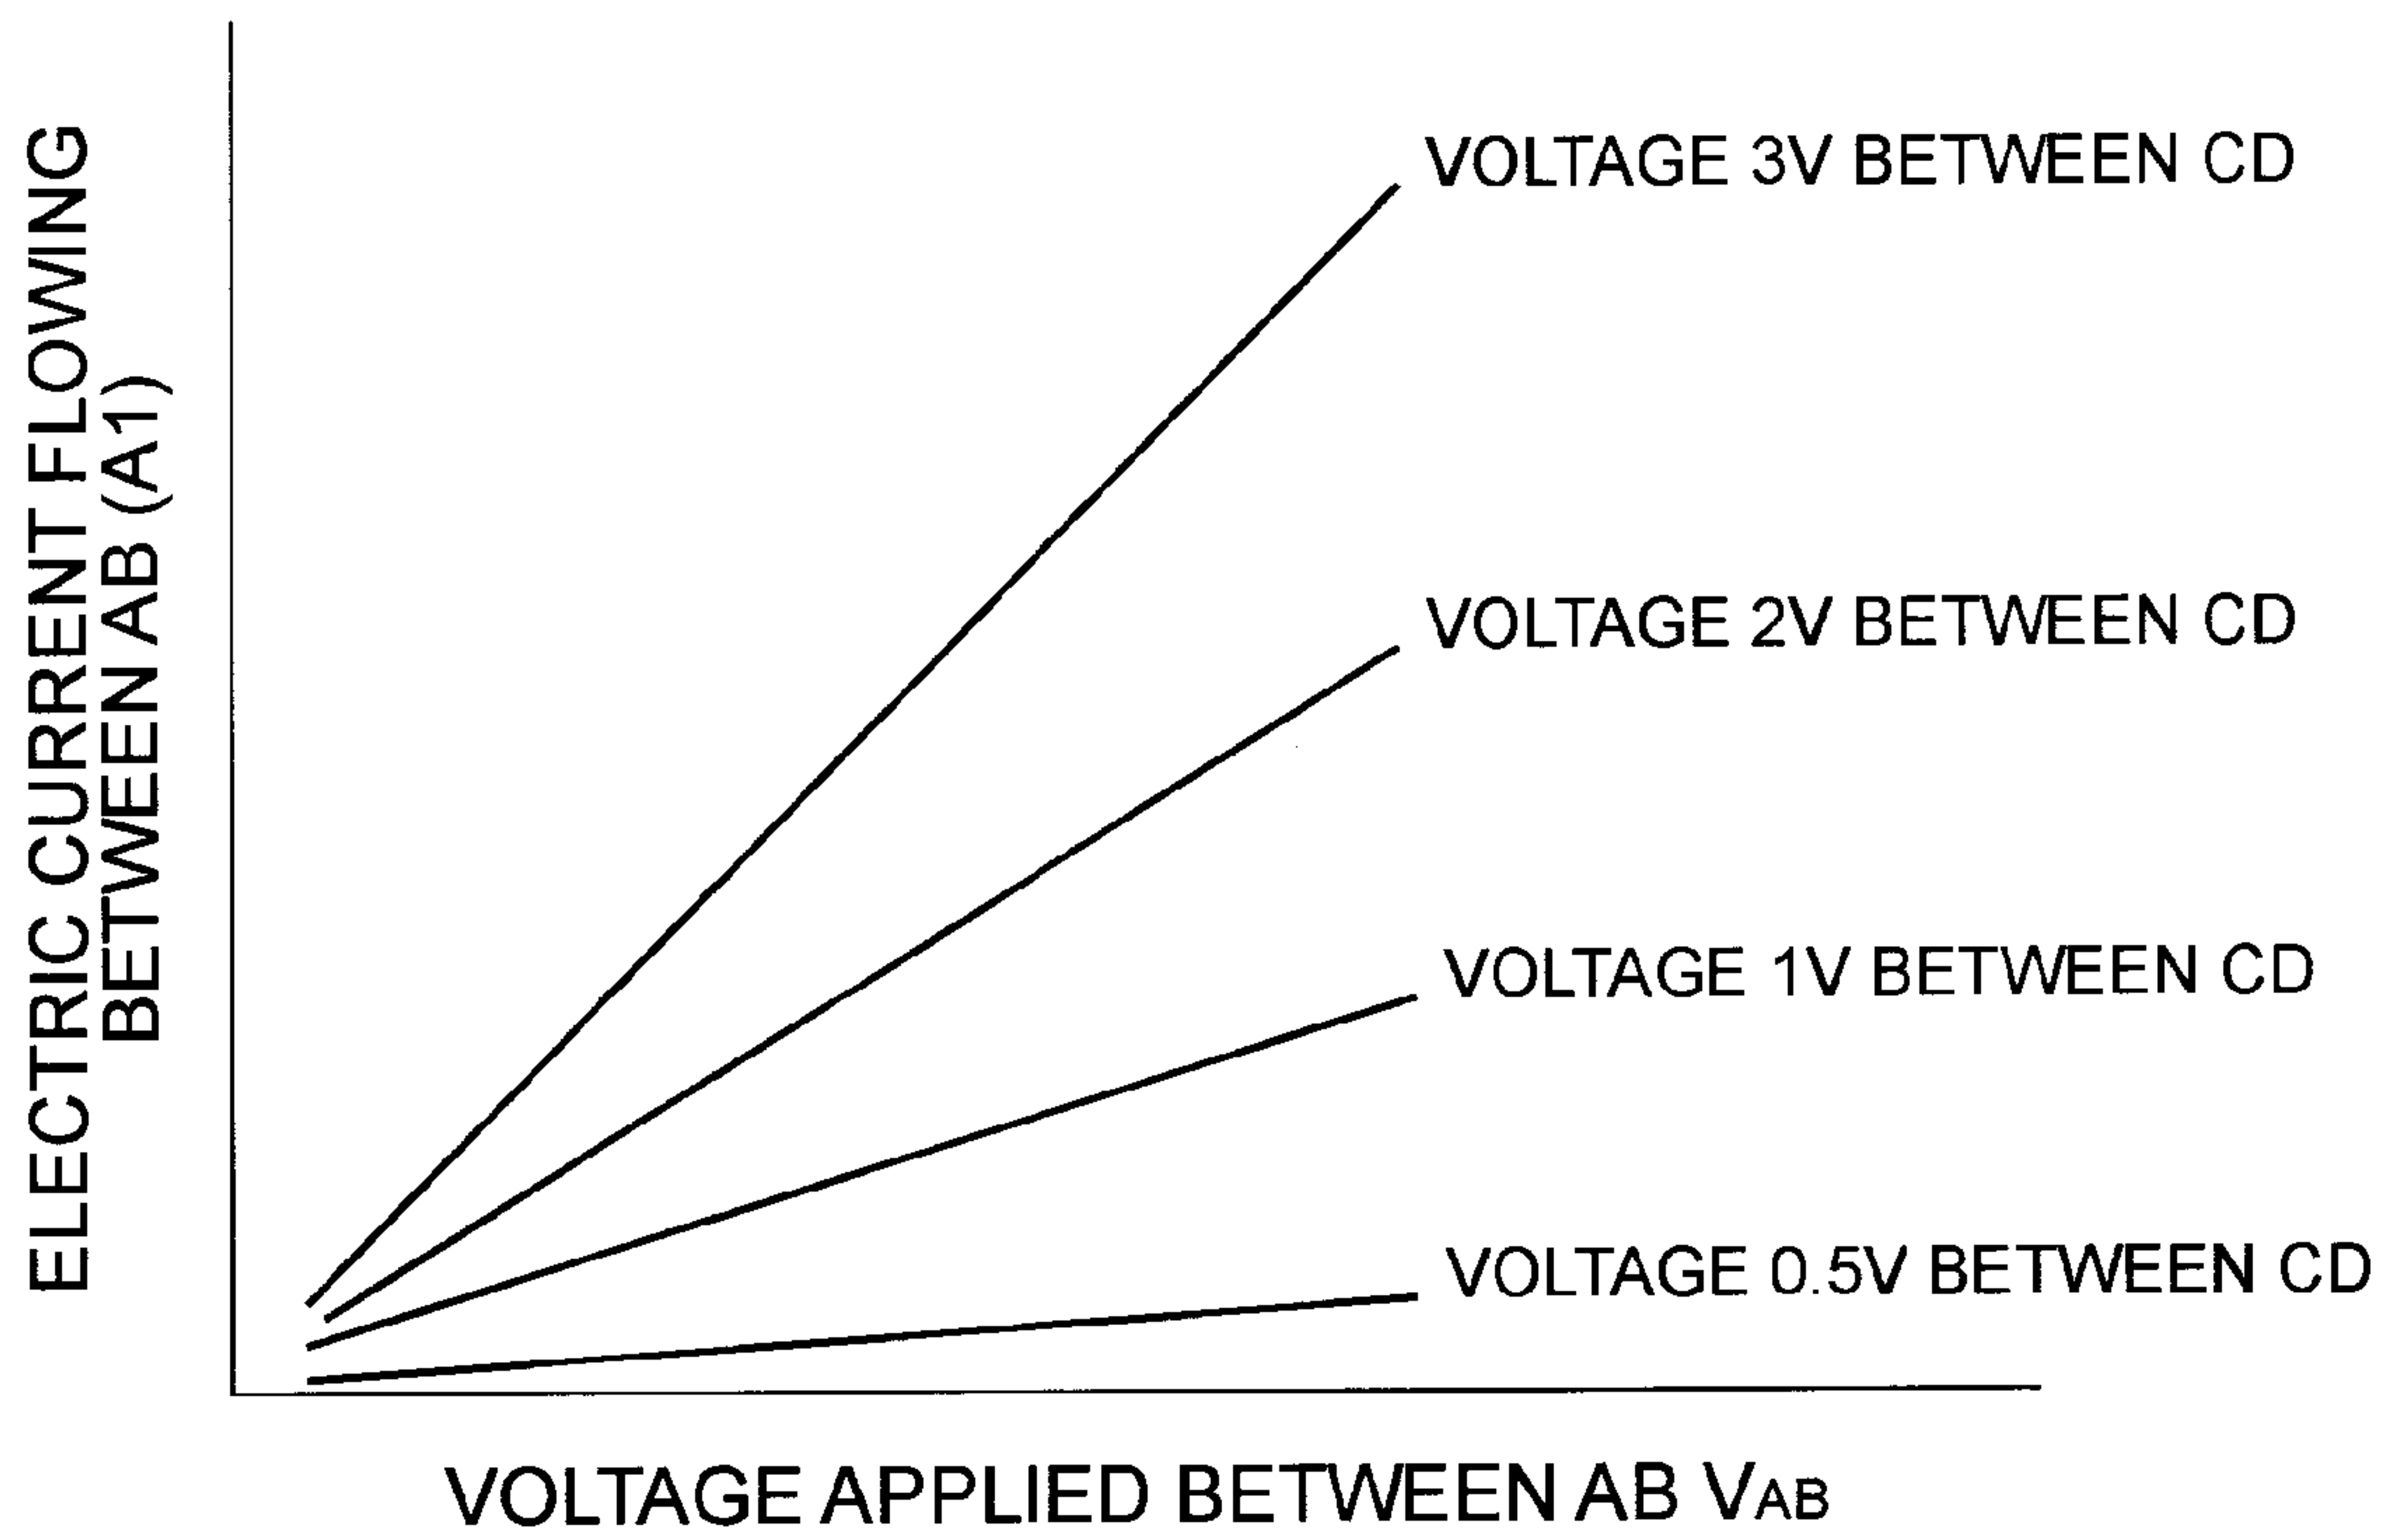 ELECTRIC CURRENT FLOWING
BETWEEN AB (A1)
VOLTAGE 3V BETWEEN CD
VOLTAGE 2V BETWEEN CD
VOLTAGE 1V BETWEEN CD
VOLTAGE 0.5V BETWEEN CD
VOLTAGE APPLIED BETWEEN AB VAB